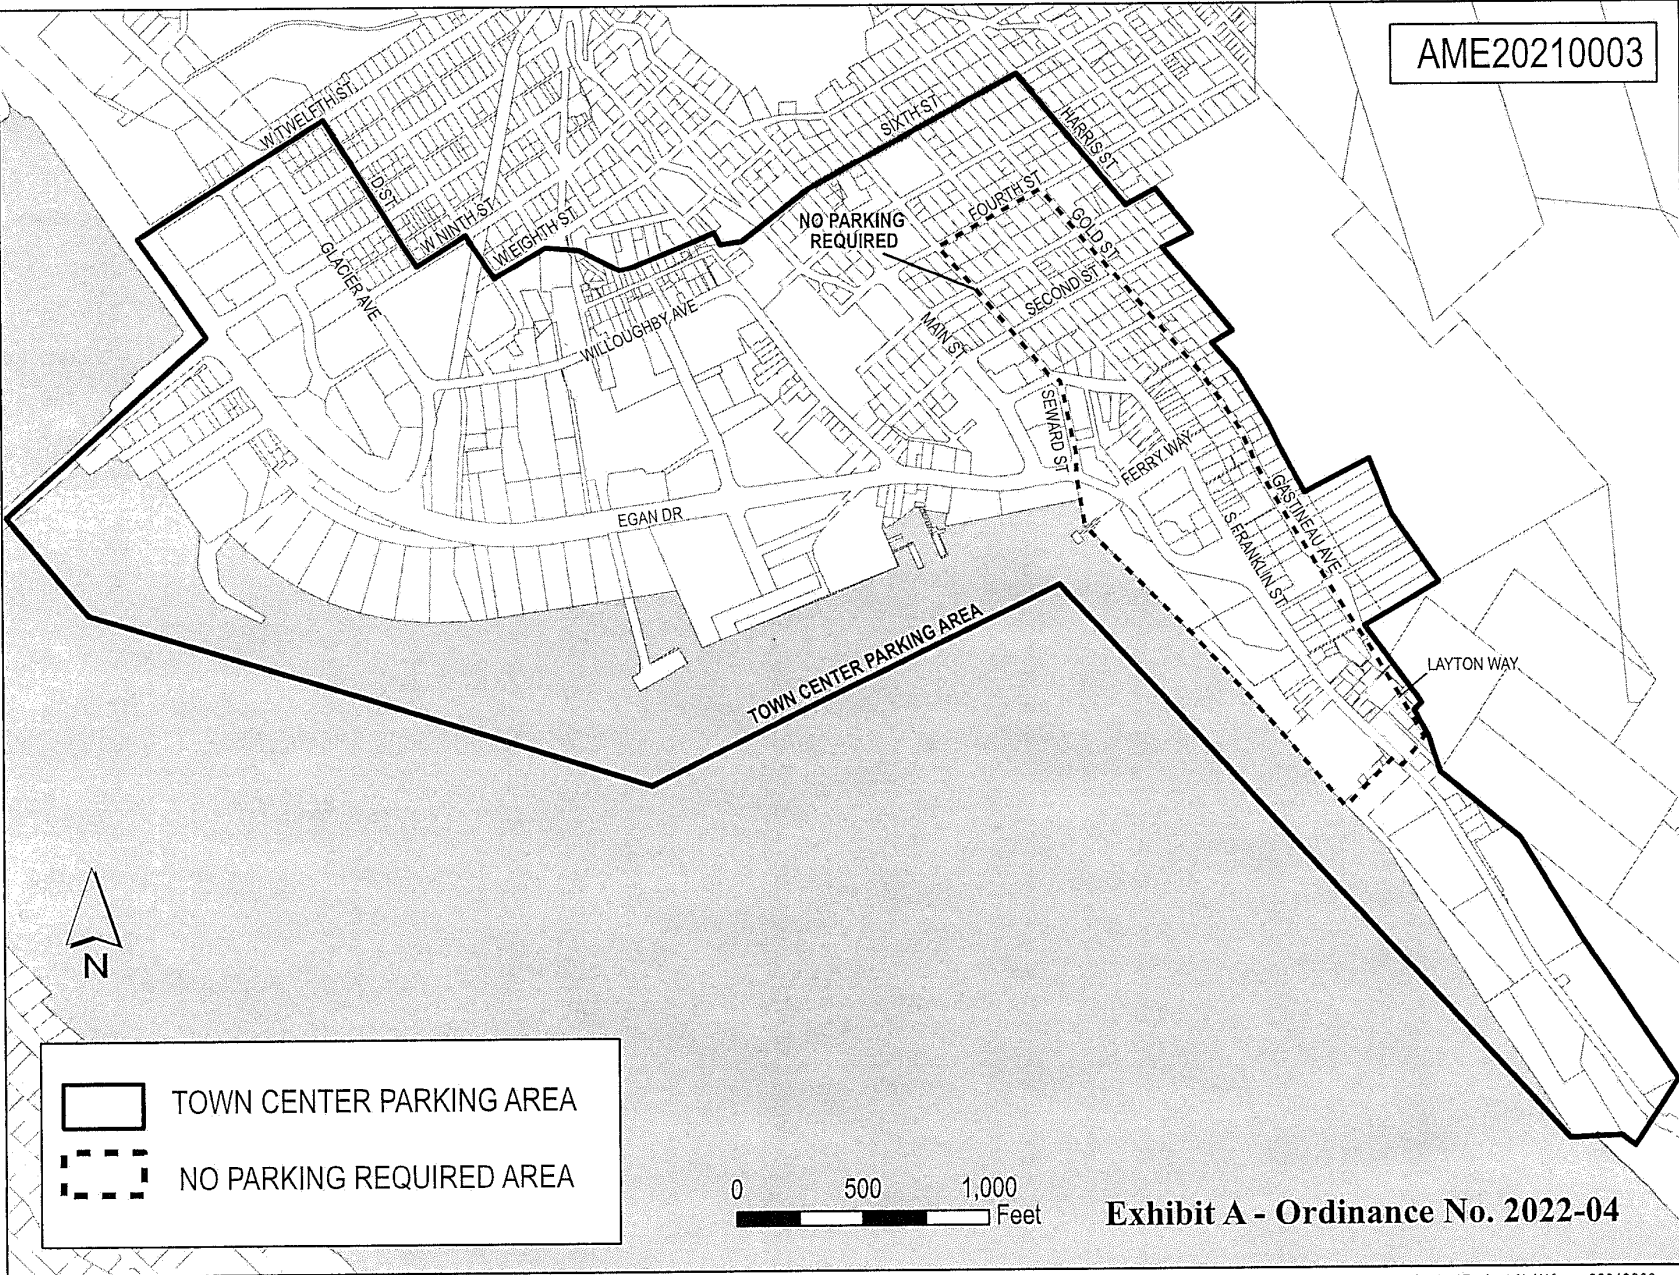 AME20210003
W TWELFTH ST
D ST
W NINTH ST
W EIGHTH ST
GLACIER AVE
WILLOUGHBY AVE
EGAN DR
SIXTH ST
HARRIS ST
FOURTH ST
GOLD ST
NO PARKING
REQUIRED
SECOND ST
MAIN ST
SEWARD ST
FERRY WAY
GASTINEAU AVE
S FRANKLIN ST
LAYTON WAY
TOWN CENTER PARKING AREA
N
TOWN CENTER PARKING AREA
NO PARKING REQUIRED AREA
0 500 1,000
Feet
Exhibit A - Ordinance No. 2022-04